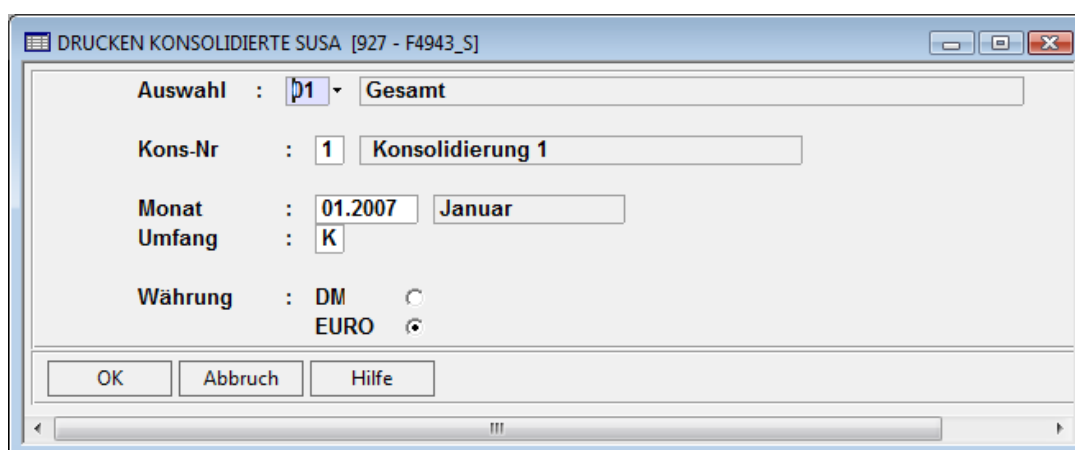 DRUCKEN KONSOLIDIERTE SUSA [927 - F4943_S]
Auswahl : 01 Gesamt
Kons-Nr : 1 Konsolidierung 1
Monat : 01.2007 Januar
Umfang : K
Währung : DM
EURO
OK Abbruch Hilfe